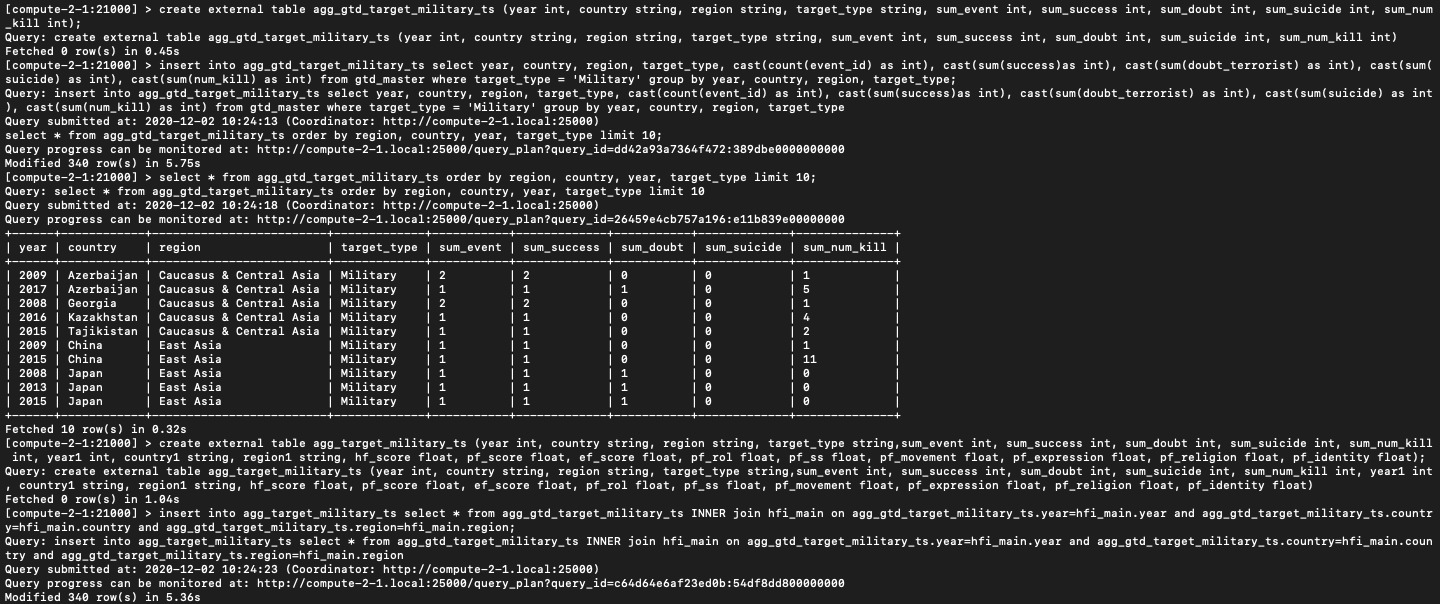 [compute-2-1:21000] > create external table agg_gtd_target_military_ts (year int, country string, region string, target_type string, sum_event int, sum_success int, sum_doubt int, sum_suicide int, sum_num
_kill int);
Query: create external table agg_gtd_target_military_ts (year int, country string, region string, target_type string, sum_event int, sum_success int, sum_doubt int, sum_suicide int, sum_num_kill int)
Fetched 0 row(s) in 0.45s
[compute-2-1:21000] > insert into agg_gtd_target_military_ts select year, country, region, target_type, cast(count(event_id) as int), cast(sum(success)as int), cast(sum(doubt_terrorist) as int), cast(sum(
suicide) as int), cast(sum(num_kill) as int) from gtd_master where target_type = 'Military' group by year, country, region, target_type;
Query: insert into agg_gtd_target_military_ts select year, country, region, target_type, cast(count(event_id) as int), cast(sum(success)as int), cast(sum(doubt_terrorist) as int), cast(sum(suicide) as int
), cast(sum(num_kill) as int) from gtd_master where target_type = 'Military' group by year, country, region, target_type
Query submitted at: 2020-12-02 10:24:13 (Coordinator: http://compute-2-1.local:25000)
select * from agg_gtd_target_military_ts order by region, country, year, target_type limit 10;
Query progress can be monitored at: http://compute-2-1.local:25000/query_plan?query_id=dd42a93a7364f472:389dbe0000000000
Modified 340 row(s) in 5.75s
[compute-2-1:21000] > select * from agg_gtd_target_military_ts order by region, country, year, target_type limit 10;
Query: select * from agg_gtd_target_military_ts order by region, country, year, target_type limit 10
Query submitted at: 2020-12-02 10:24:18 (Coordinator: http://compute-2-1.local:25000)
Query progress can be monitored at: http://compute-2-1.local:25000/query_plan?query_id=26459e4cb757a196:e11b839e00000000
+------+------------+-------------------------+-------------+-----------+-------------+-----------+-------------+--------------+
| year | country | region | target_type | sum_event | sum_success | sum_doubt | sum_suicide | sum_num_kill |
+------+------------+-------------------------+-------------+-----------+-------------+-----------+-------------+--------------+
| 2009 | Azerbaijan | Caucasus & Central Asia | Military | 2 | 2 | 0 | 0 | 1 |
| 2017 | Azerbaijan | Caucasus & Central Asia | Military | 1 | 1 | 1 | 0 | 5 |
| 2008 | Georgia | Caucasus & Central Asia | Military | 2 | 2 | 0 | 0 | 1 |
| 2016 | Kazakhstan | Caucasus & Central Asia | Military | 1 | 1 | 0 | 0 | 4 |
| 2015 | Tajikistan | Caucasus & Central Asia | Military | 1 | 1 | 0 | 0 | 2 |
| 2009 | China | East Asia | Military | 1 | 1 | 0 | 0 | 1 |
| 2015 | China | East Asia | Military | 1 | 1 | 0 | 0 | 11 |
| 2008 | Japan | East Asia | Military | 1 | 1 | 1 | 0 | 0 |
| 2013 | Japan | East Asia | Military | 1 | 1 | 1 | 0 | 0 |
| 2015 | Japan | East Asia | Military | 1 | 1 | 1 | 0 | 0 |
+------+------------+-------------------------+-------------+-----------+-------------+-----------+-------------+--------------+
Fetched 10 row(s) in 0.32s
[compute-2-1:21000] > create external table agg_target_military_ts (year int, country string, region string, target_type string,sum_event int, sum_success int, sum_doubt int, sum_suicide int, sum_num_kill
 int, year1 int, country1 string, region1 string, hf_score float, pf_score float, ef_score float, pf_rol float, pf_ss float, pf_movement float, pf_expression float, pf_religion float, pf_identity float);
Query: create external table agg_target_military_ts (year int, country string, region string, target_type string,sum_event int, sum_success int, sum_doubt int, sum_suicide int, sum_num_kill int, year1 int
, country1 string, region1 string, hf_score float, pf_score float, ef_score float, pf_rol float, pf_ss float, pf_movement float, pf_expression float, pf_religion float, pf_identity float)
Fetched 0 row(s) in 1.04s
[compute-2-1:21000] > insert into agg_target_military_ts select * from agg_gtd_target_military_ts INNER join hfi_main on agg_gtd_target_military_ts.year=hfi_main.year and agg_gtd_target_military_ts.countr
y=hfi_main.country and agg_gtd_target_military_ts.region=hfi_main.region;
Query: insert into agg_target_military_ts select * from agg_gtd_target_military_ts INNER join hfi_main on agg_gtd_target_military_ts.year=hfi_main.year and agg_gtd_target_military_ts.country=hfi_main.coun
try and agg_gtd_target_military_ts.region=hfi_main.region
Query submitted at: 2020-12-02 10:24:23 (Coordinator: http://compute-2-1.local:25000)
Query progress can be monitored at: http://compute-2-1.local:25000/query_plan?query_id=c64d64e6af23ed0b:54df8dd800000000
Modified 340 row(s) in 5.36s